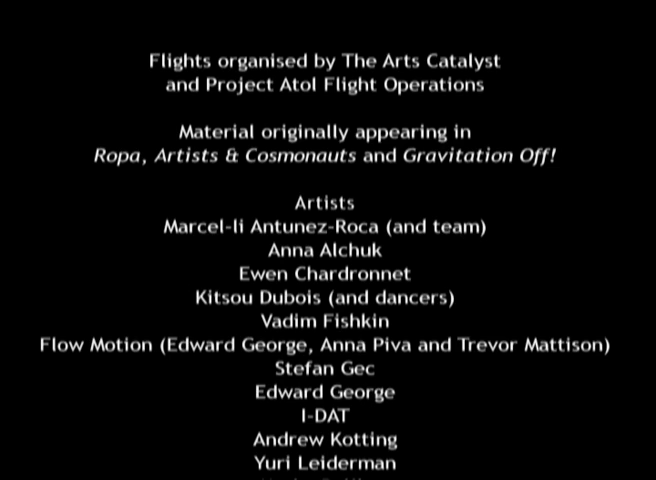 Flights organised by The Arts Catalyst
and Project Atol Flight Operations
Material originally appearing in
Ropa, Artists & Cosmonauts and Gravitation Off!
Artists
Marcel-li Antunez-Roca (and team)
Anna Alchuk
Ewen Chardronnet
Kitsou Dubois (and dancers)
Vadim Fishkin
Flow Motion (Edward George, Anna Piva and Trevor Mattison)
Stefan Gec
Edward George
I-DAT
Andrew Kotting
Yuri Leiderman